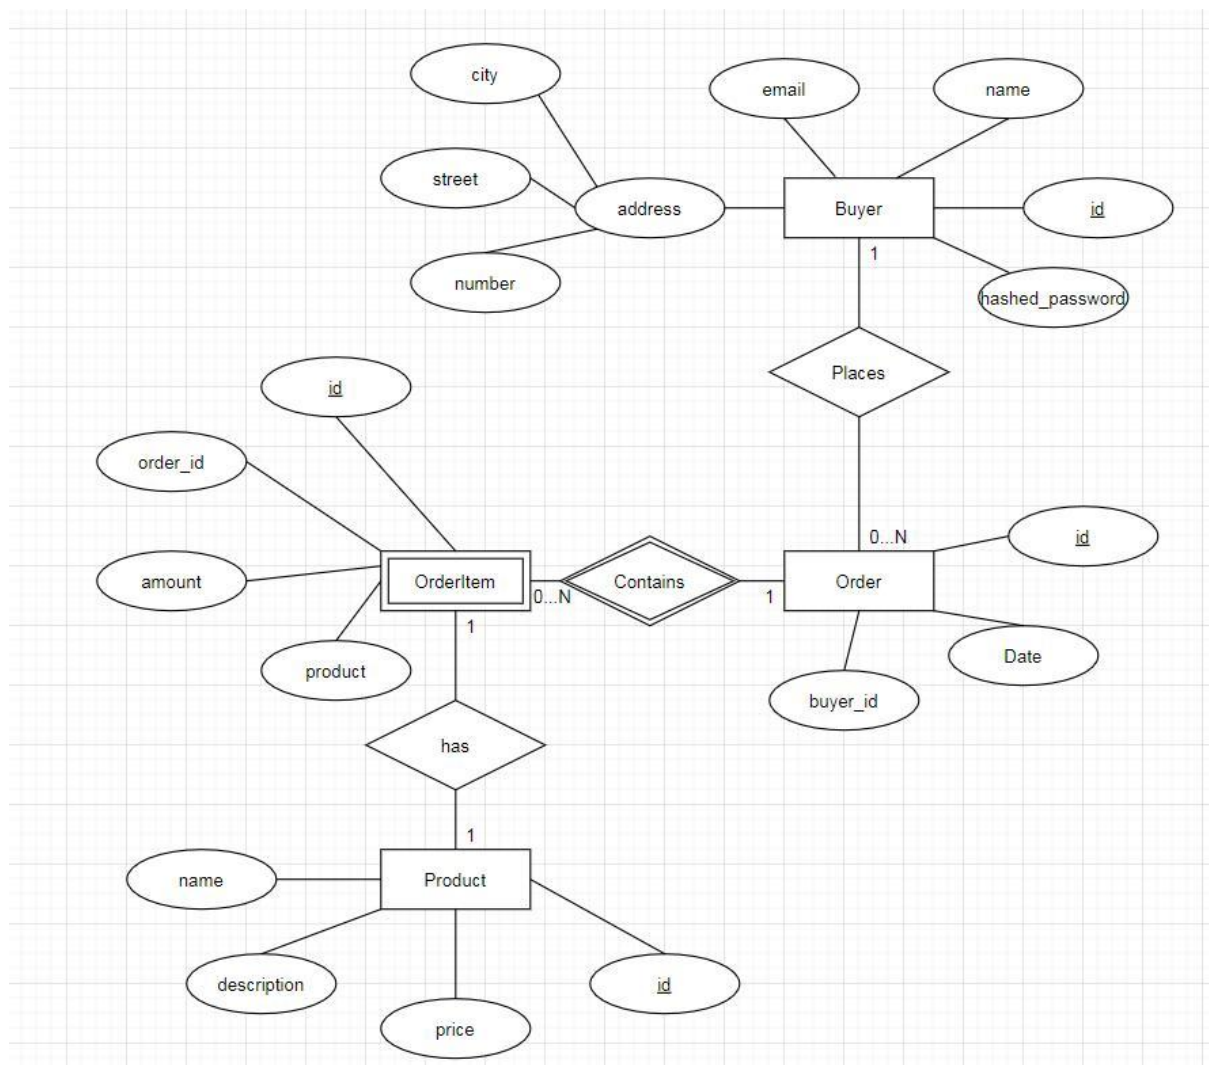 city
email
name
street
address
Buyer
id
number
1
hashed_password
Places
id
order_id
0...N
id
amount
OrderItem
0...N
Contains
1
Order
1
product
buyer_id
Date
has
1
name
Product
description
id
price